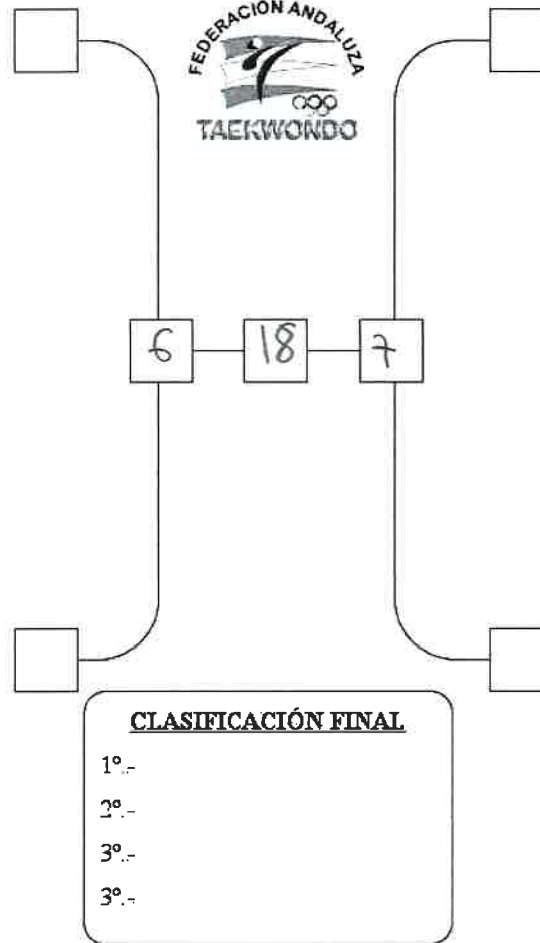 FEDERACIÓN ANDALUZA
TAEKWONDO
6 18 7
CLASIFICACIÓN FINAL
1º.-
2º.-
3º.-
3º.-